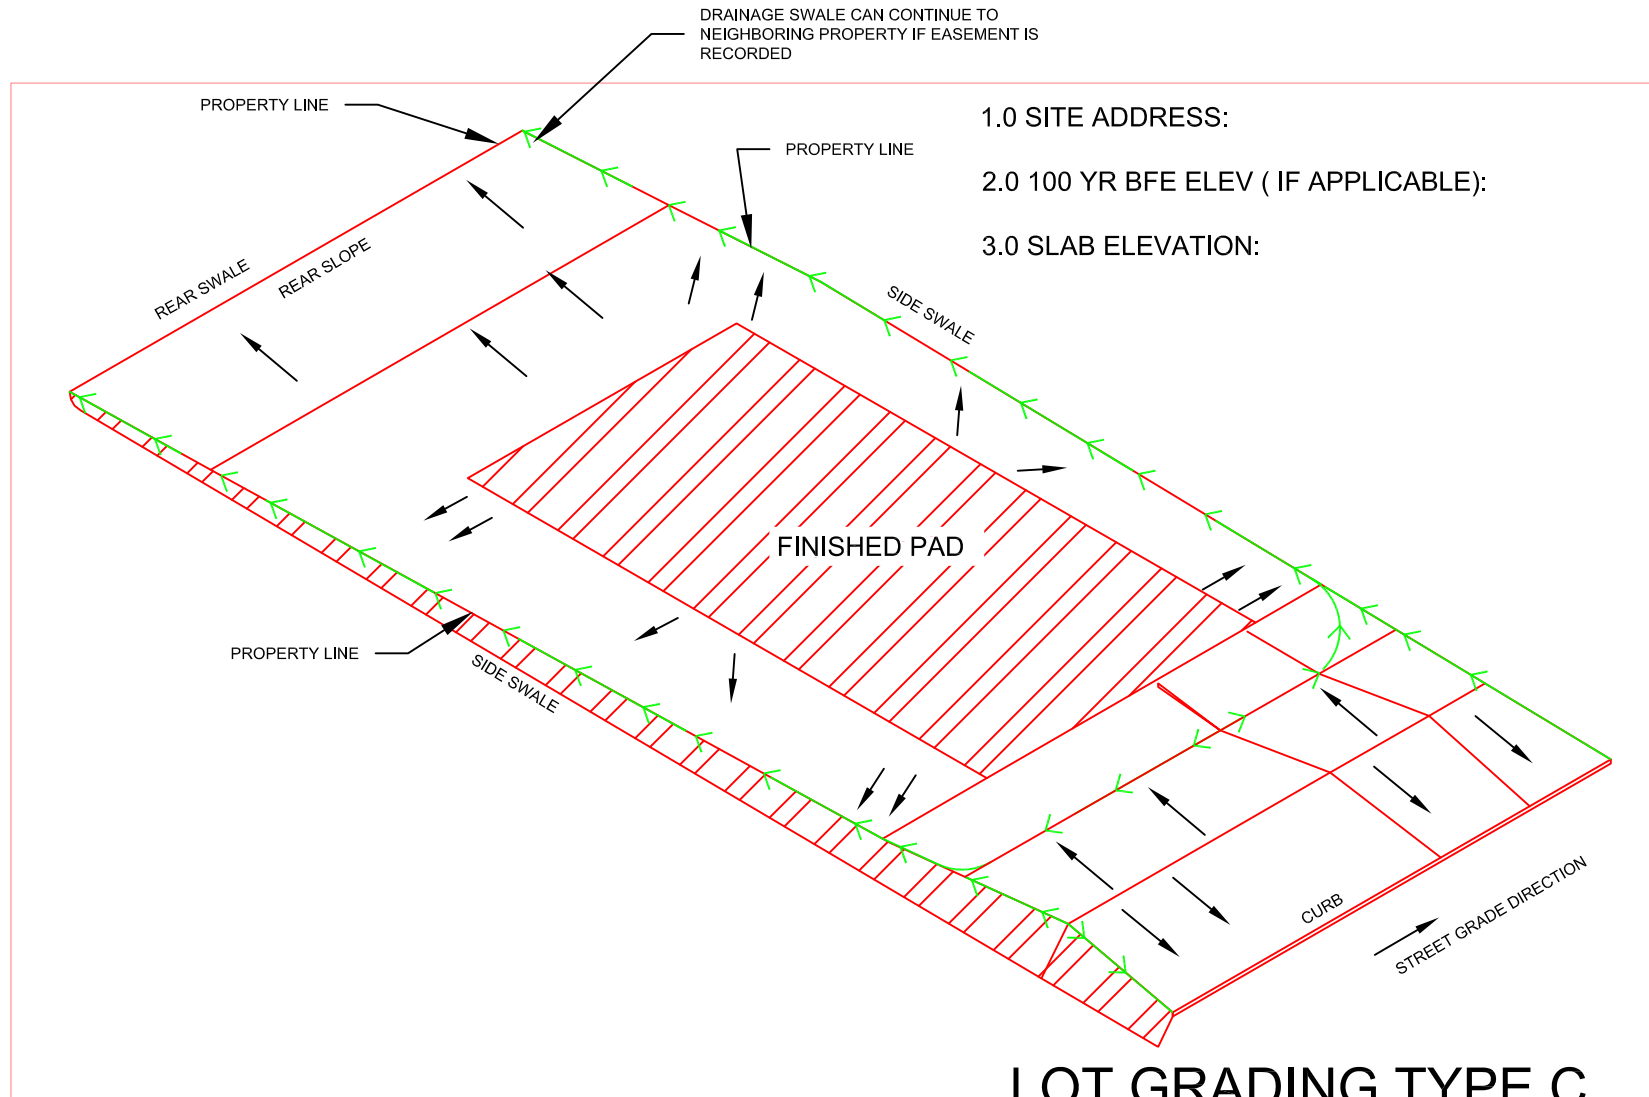 DRAINAGE SWALE CAN CONTINUE TO
NEIGHBORING PROPERTY IF EASEMENT IS
RECORDED
PROPERTY LINE
PROPERTY LINE
1.0 SITE ADDRESS:
2.0 100 YR BFE ELEV ( IF APPLICABLE):
3.0 SLAB ELEVATION:
REAR SWALE
REAR SLOPE
SIDE SWALE
FINISHED PAD
PROPERTY LINE
SIDE SWALE
CURB
STREET GRADE DIRECTION
LOT GRADING TYPE C